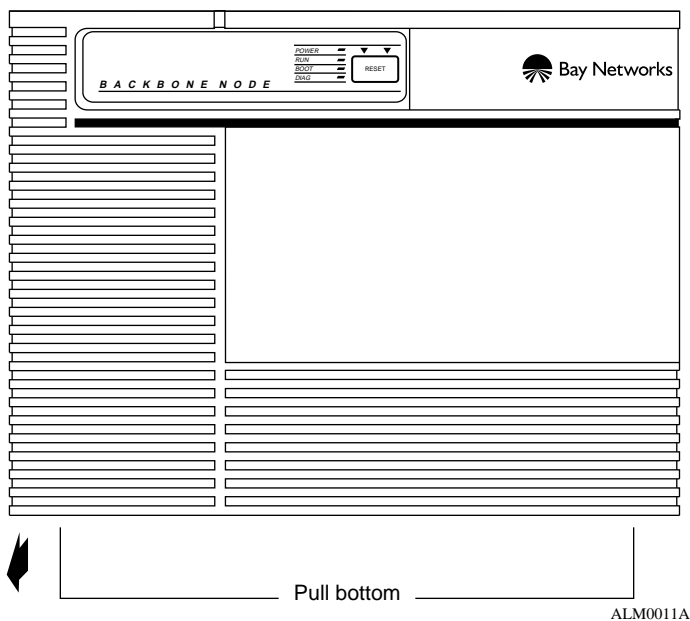 POWER
RUN
BOOT
DIAG
RESET
BACKBONE NODE
Bay Networks
Pull bottom
ALM0011A